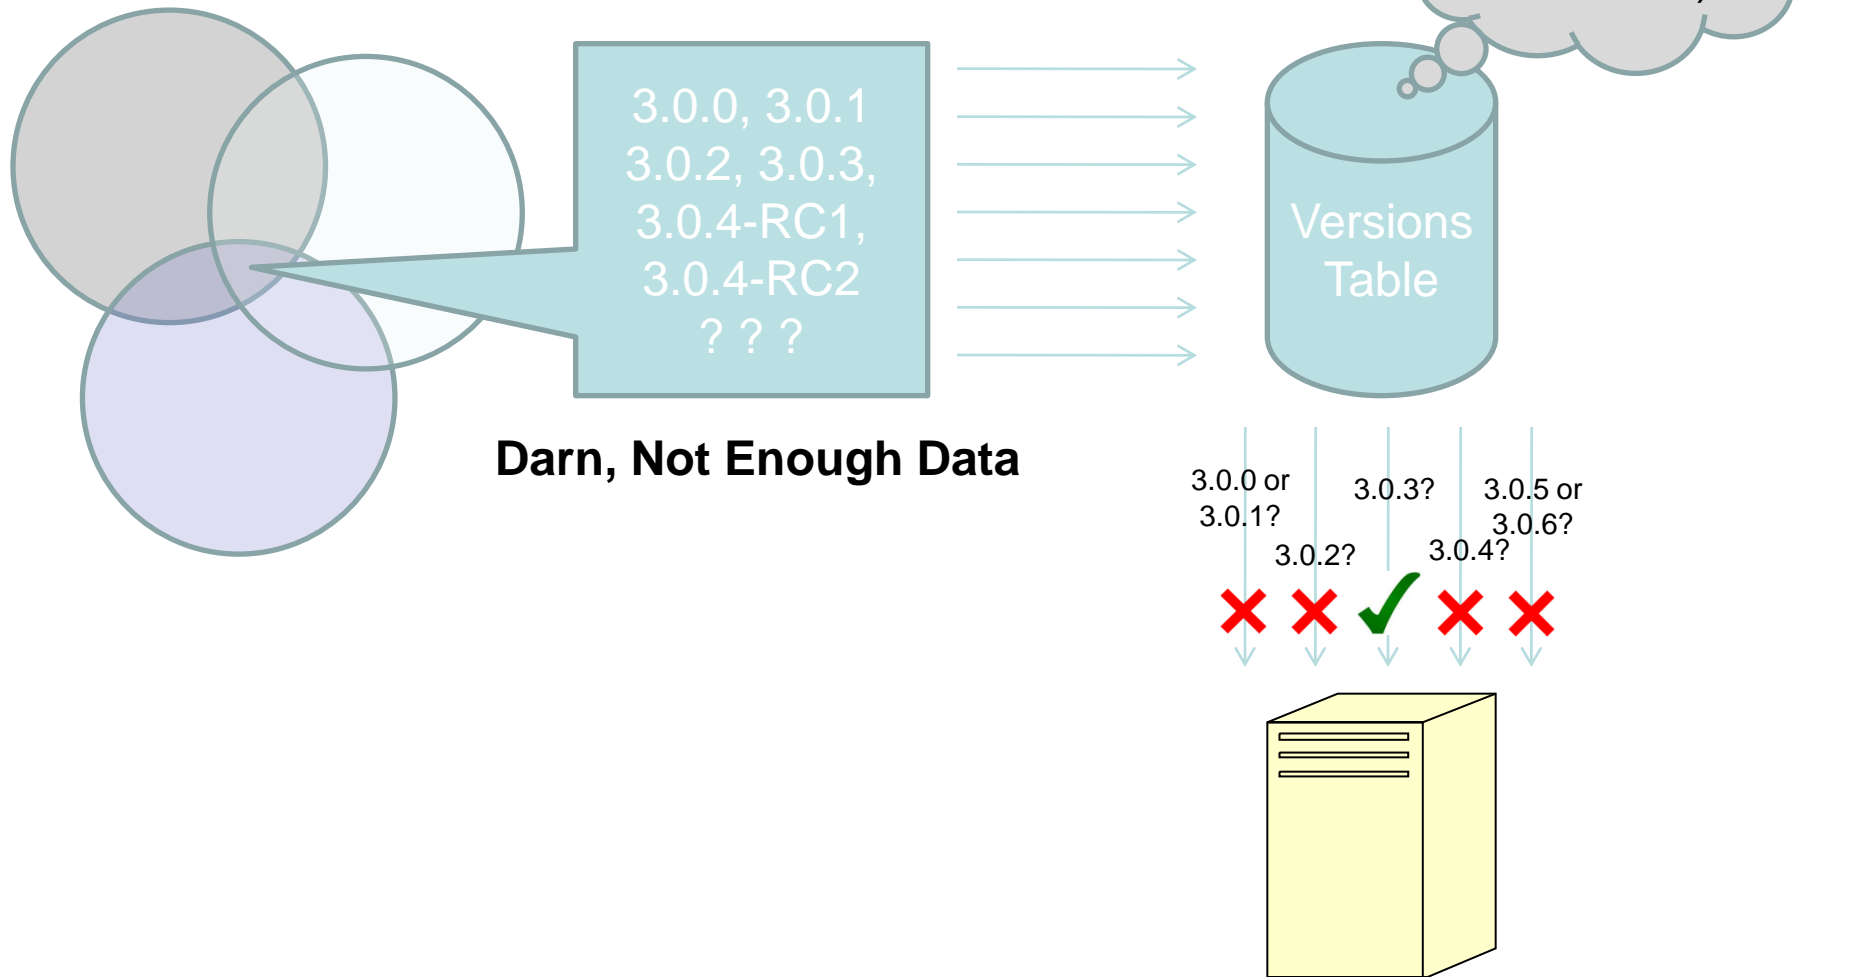 3.0.0, 3.0.1
3.0.2, 3.0.3,
3.0.4-RC1,
3.0.4-RC2
? ? ?
Versions
Table
Darn, Not Enough Data
3.0.0 or
3.0.1?
3.0.2?
3.0.3?
3.0.4?
3.0.5 or
3.0.6?